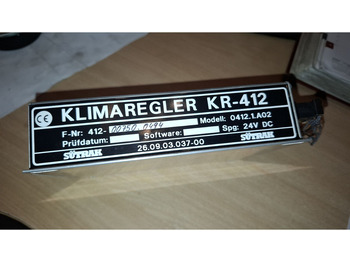 CE KLIMAREGLER KR-412
F-Nr: 412- Modell: 0412.1.A02
Prüfdatum: Software: Spg: 24V DC
SÜTRAK 26.09.03.037-00 SÜTRAK